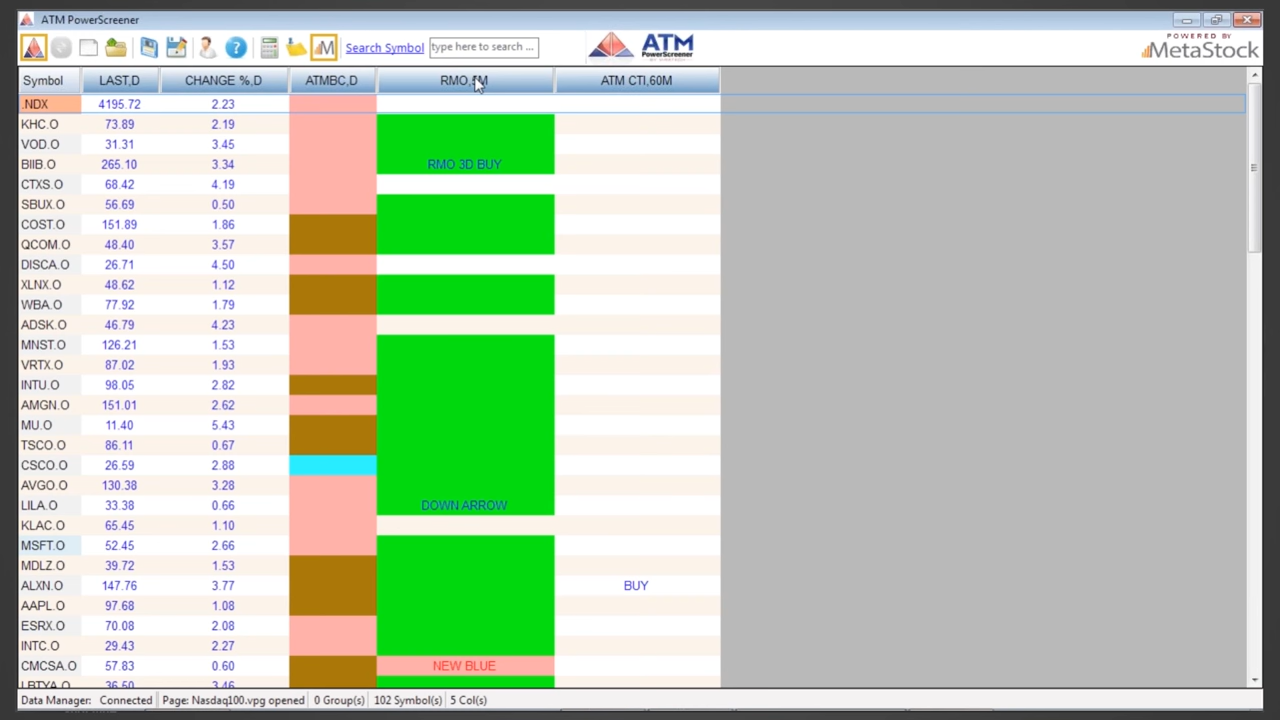 ATM PowerScreener
Search Symbol type here to search ... ATM PowerScreener POWERED BY MetaStock
Symbol LAST,D CHANGE %,D ATMBC,D ATM CTI,60M
.NDX 4195.72 2.23
KHC.O 73.89 2.19
VOD.O 31.31 3.45
BIIB.O 265.10 3.34 RMO 3D BUY
CTXS.O 68.42 4.19
SBUX.O 56.69 0.50
COST.O 151.89 1.86
QCOM.O 48.40 3.57
DISCA.O 26.71 4.50
XLNX.O 48.62 1.12
WBA.O 77.92 1.79
ADSK.O 46.79 4.23
MNST.O 126.21 1.53
VRTX.O 87.02 1.93
INTU.O 98.05 2.82
AMGN.O 151.01 2.62
MU.O 11.40 5.43
TSCO.O 86.11 0.67
CSCO.O 26.59 2.88
AVGO.O 130.38 3.28
LILA.O 33.38 0.66 DOWN ARROW
KLAC.O 65.45 1.10
MSFT.O 52.45 2.66
MDLZ.O 39.72 1.53
ALXN.O 147.76 3.77 BUY
AAPL.O 97.68 1.08
ESRX.O 70.08 2.08
INTC.O 29.43 2.27
CMCSA.O 57.83 0.60 NEW BLUE
LBTYA.O 36.50 3.46
Data Manager: Connected Page: Nasdaq100.vpg opened 0 Group(s) 102 Symbol(s) 5 Col(s)